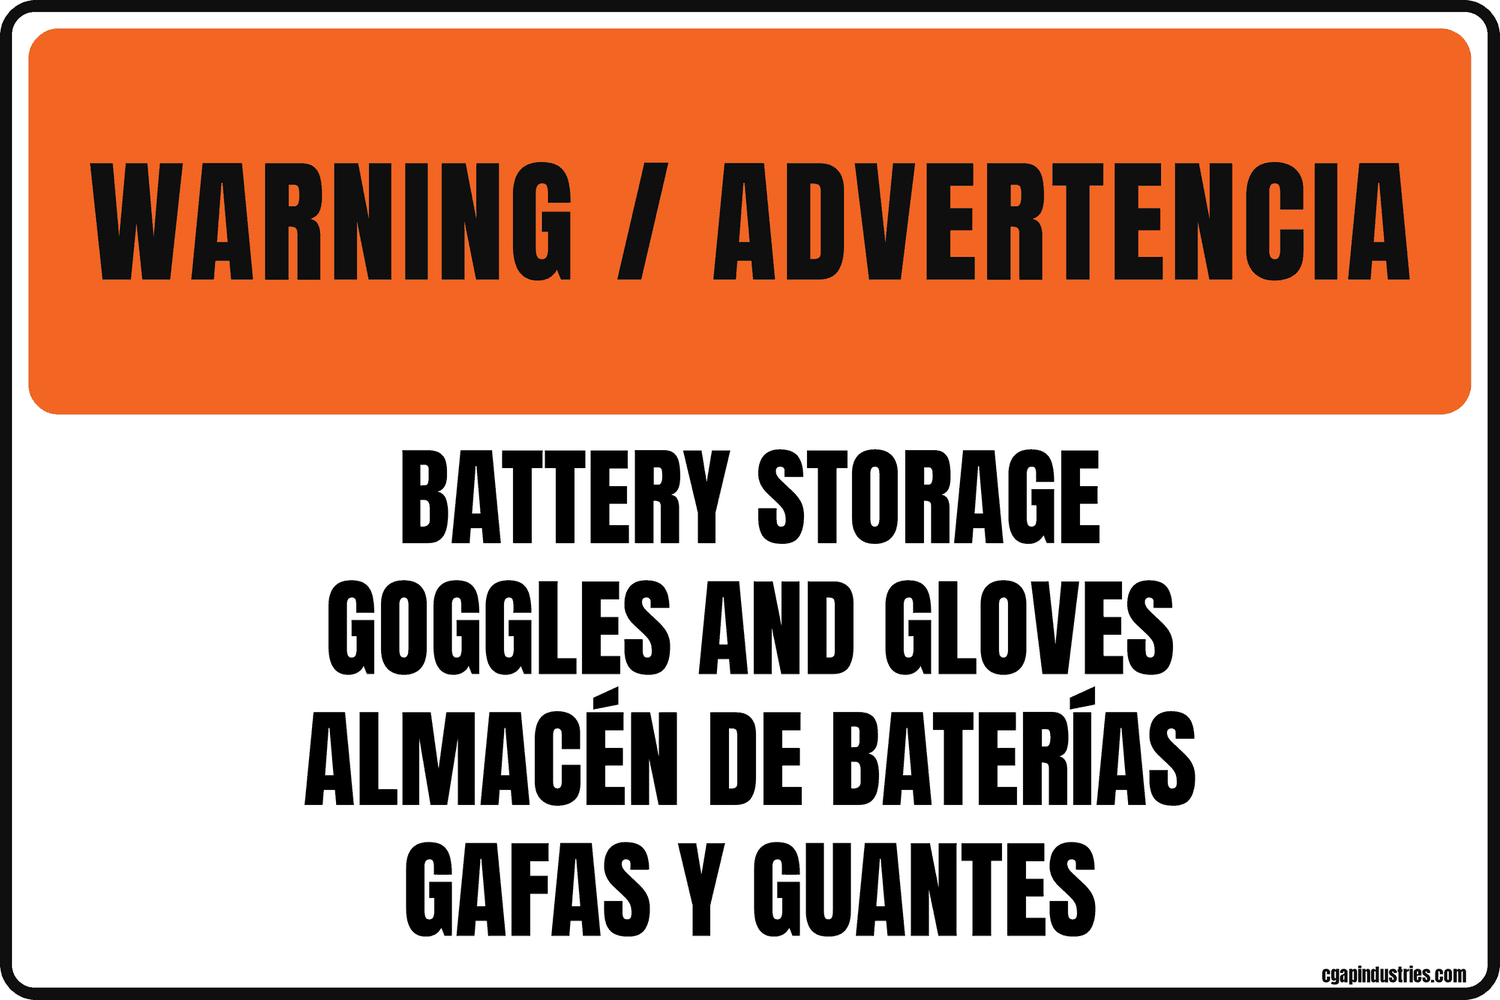 WARNING / ADVERTENCIA
BATTERY STORAGE
GOGGLES AND GLOVES
ALMACÉN DE BATERÍAS
GAFAS Y GUANTES
cgapindustries.com